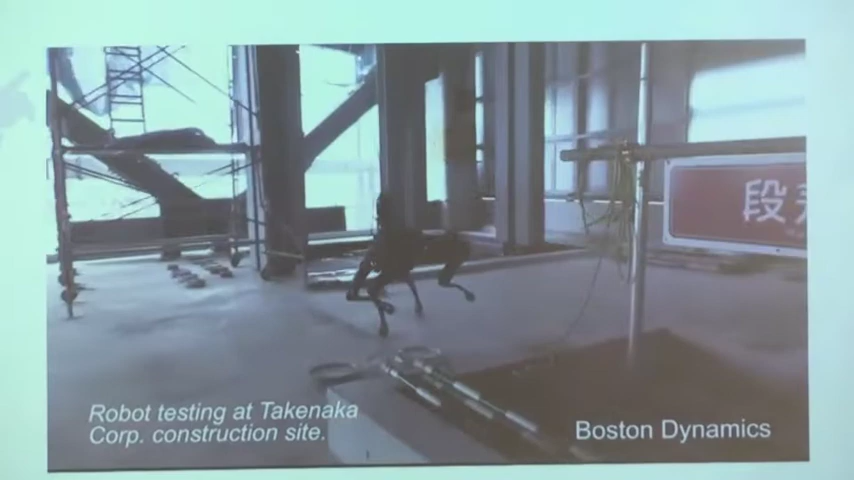 段
Robot testing at Takenaka
Corp. construction site.
Boston Dynamics